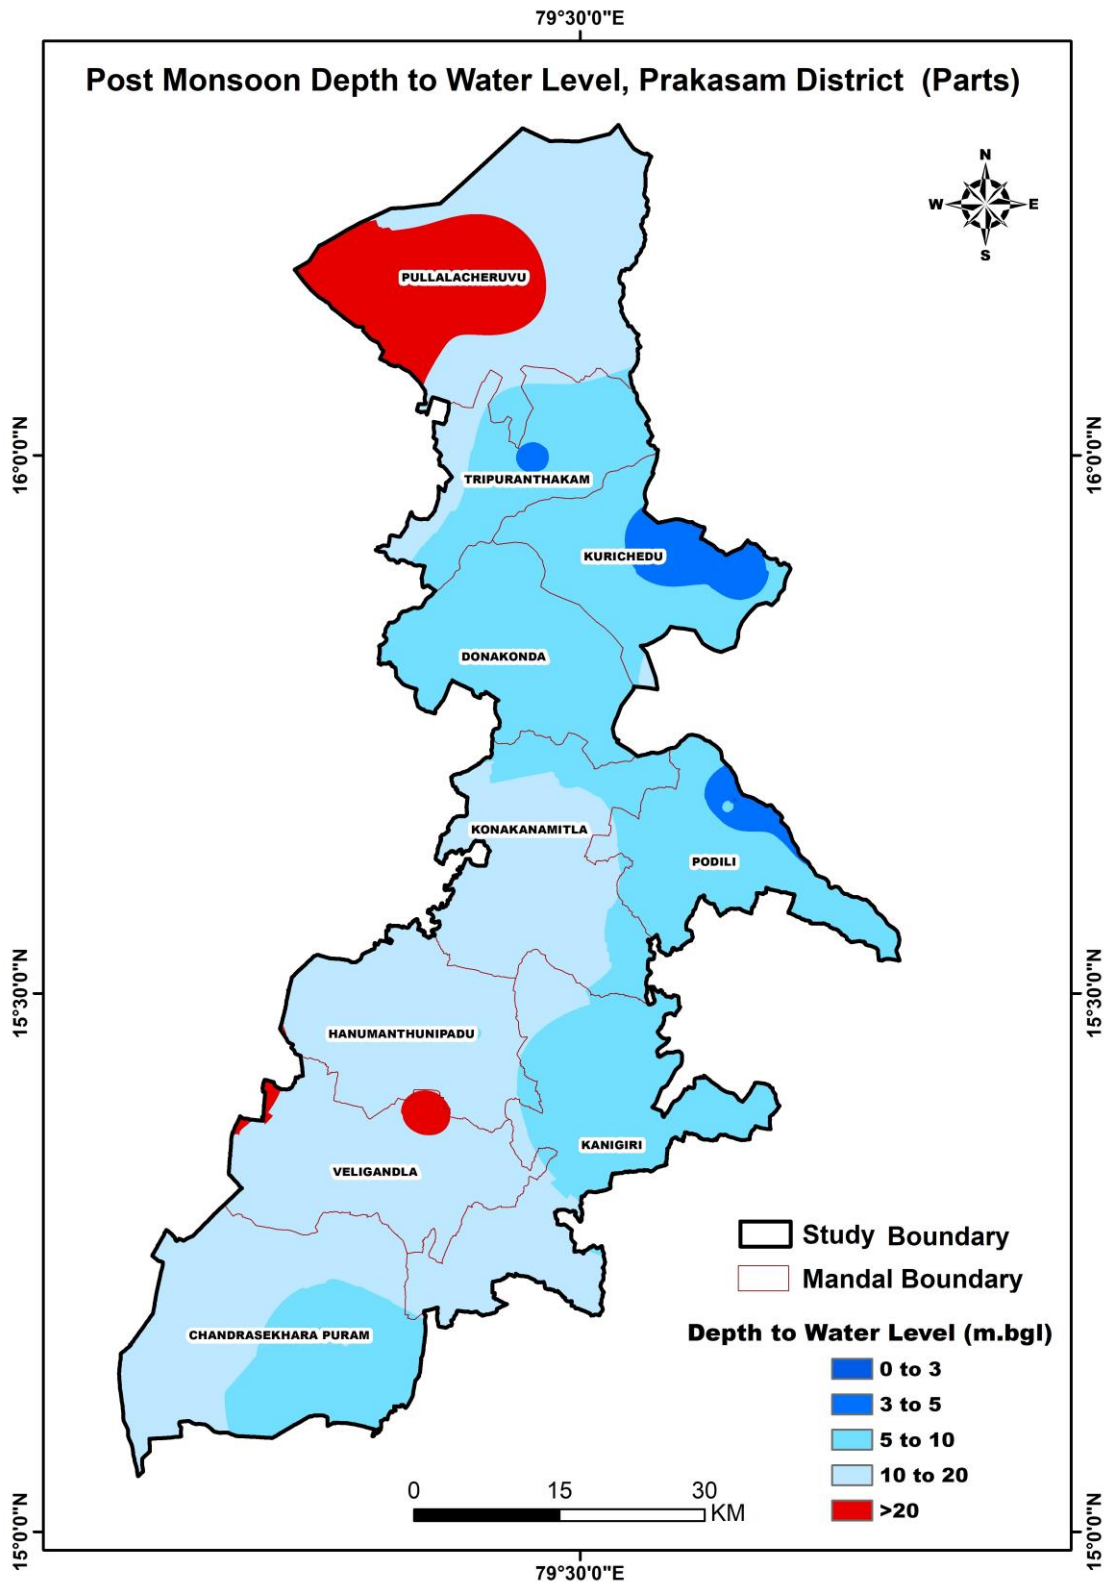 79°30'0"E
Post Monsoon Depth to Water Level, Prakasam District (Parts)
N
W E
S
PULLALACHERUVU
16°0'0"N
16°0'0"N
TRIPURANTHAKAM
KURICHEDU
DONAKONDA
KONAKANAMITLA
PODILI
15°30'0"N
15°30'0"N
HANUMANTHUNIPADU
KANIGIRI
VELIGANDLA
Study Boundary
Mandal Boundary
CHANDRASEKHARA PURAM
Depth to Water Level (m.bgl)
0 to 3
3 to 5
5 to 10
10 to 20
>20
0 15 30
KM
15°0'0"N
15°0'0"N
79°30'0"E